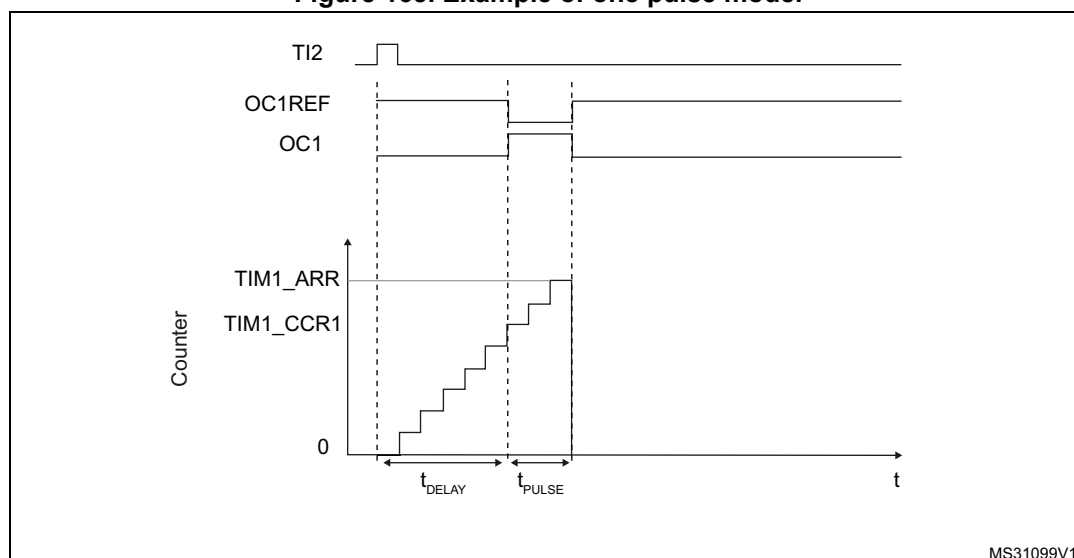 TI2
OC1REF
OC1
TIM1_ARR
TIM1_CCR1
Counter
0
tDELAY
tPULSE
t
MS31099V1